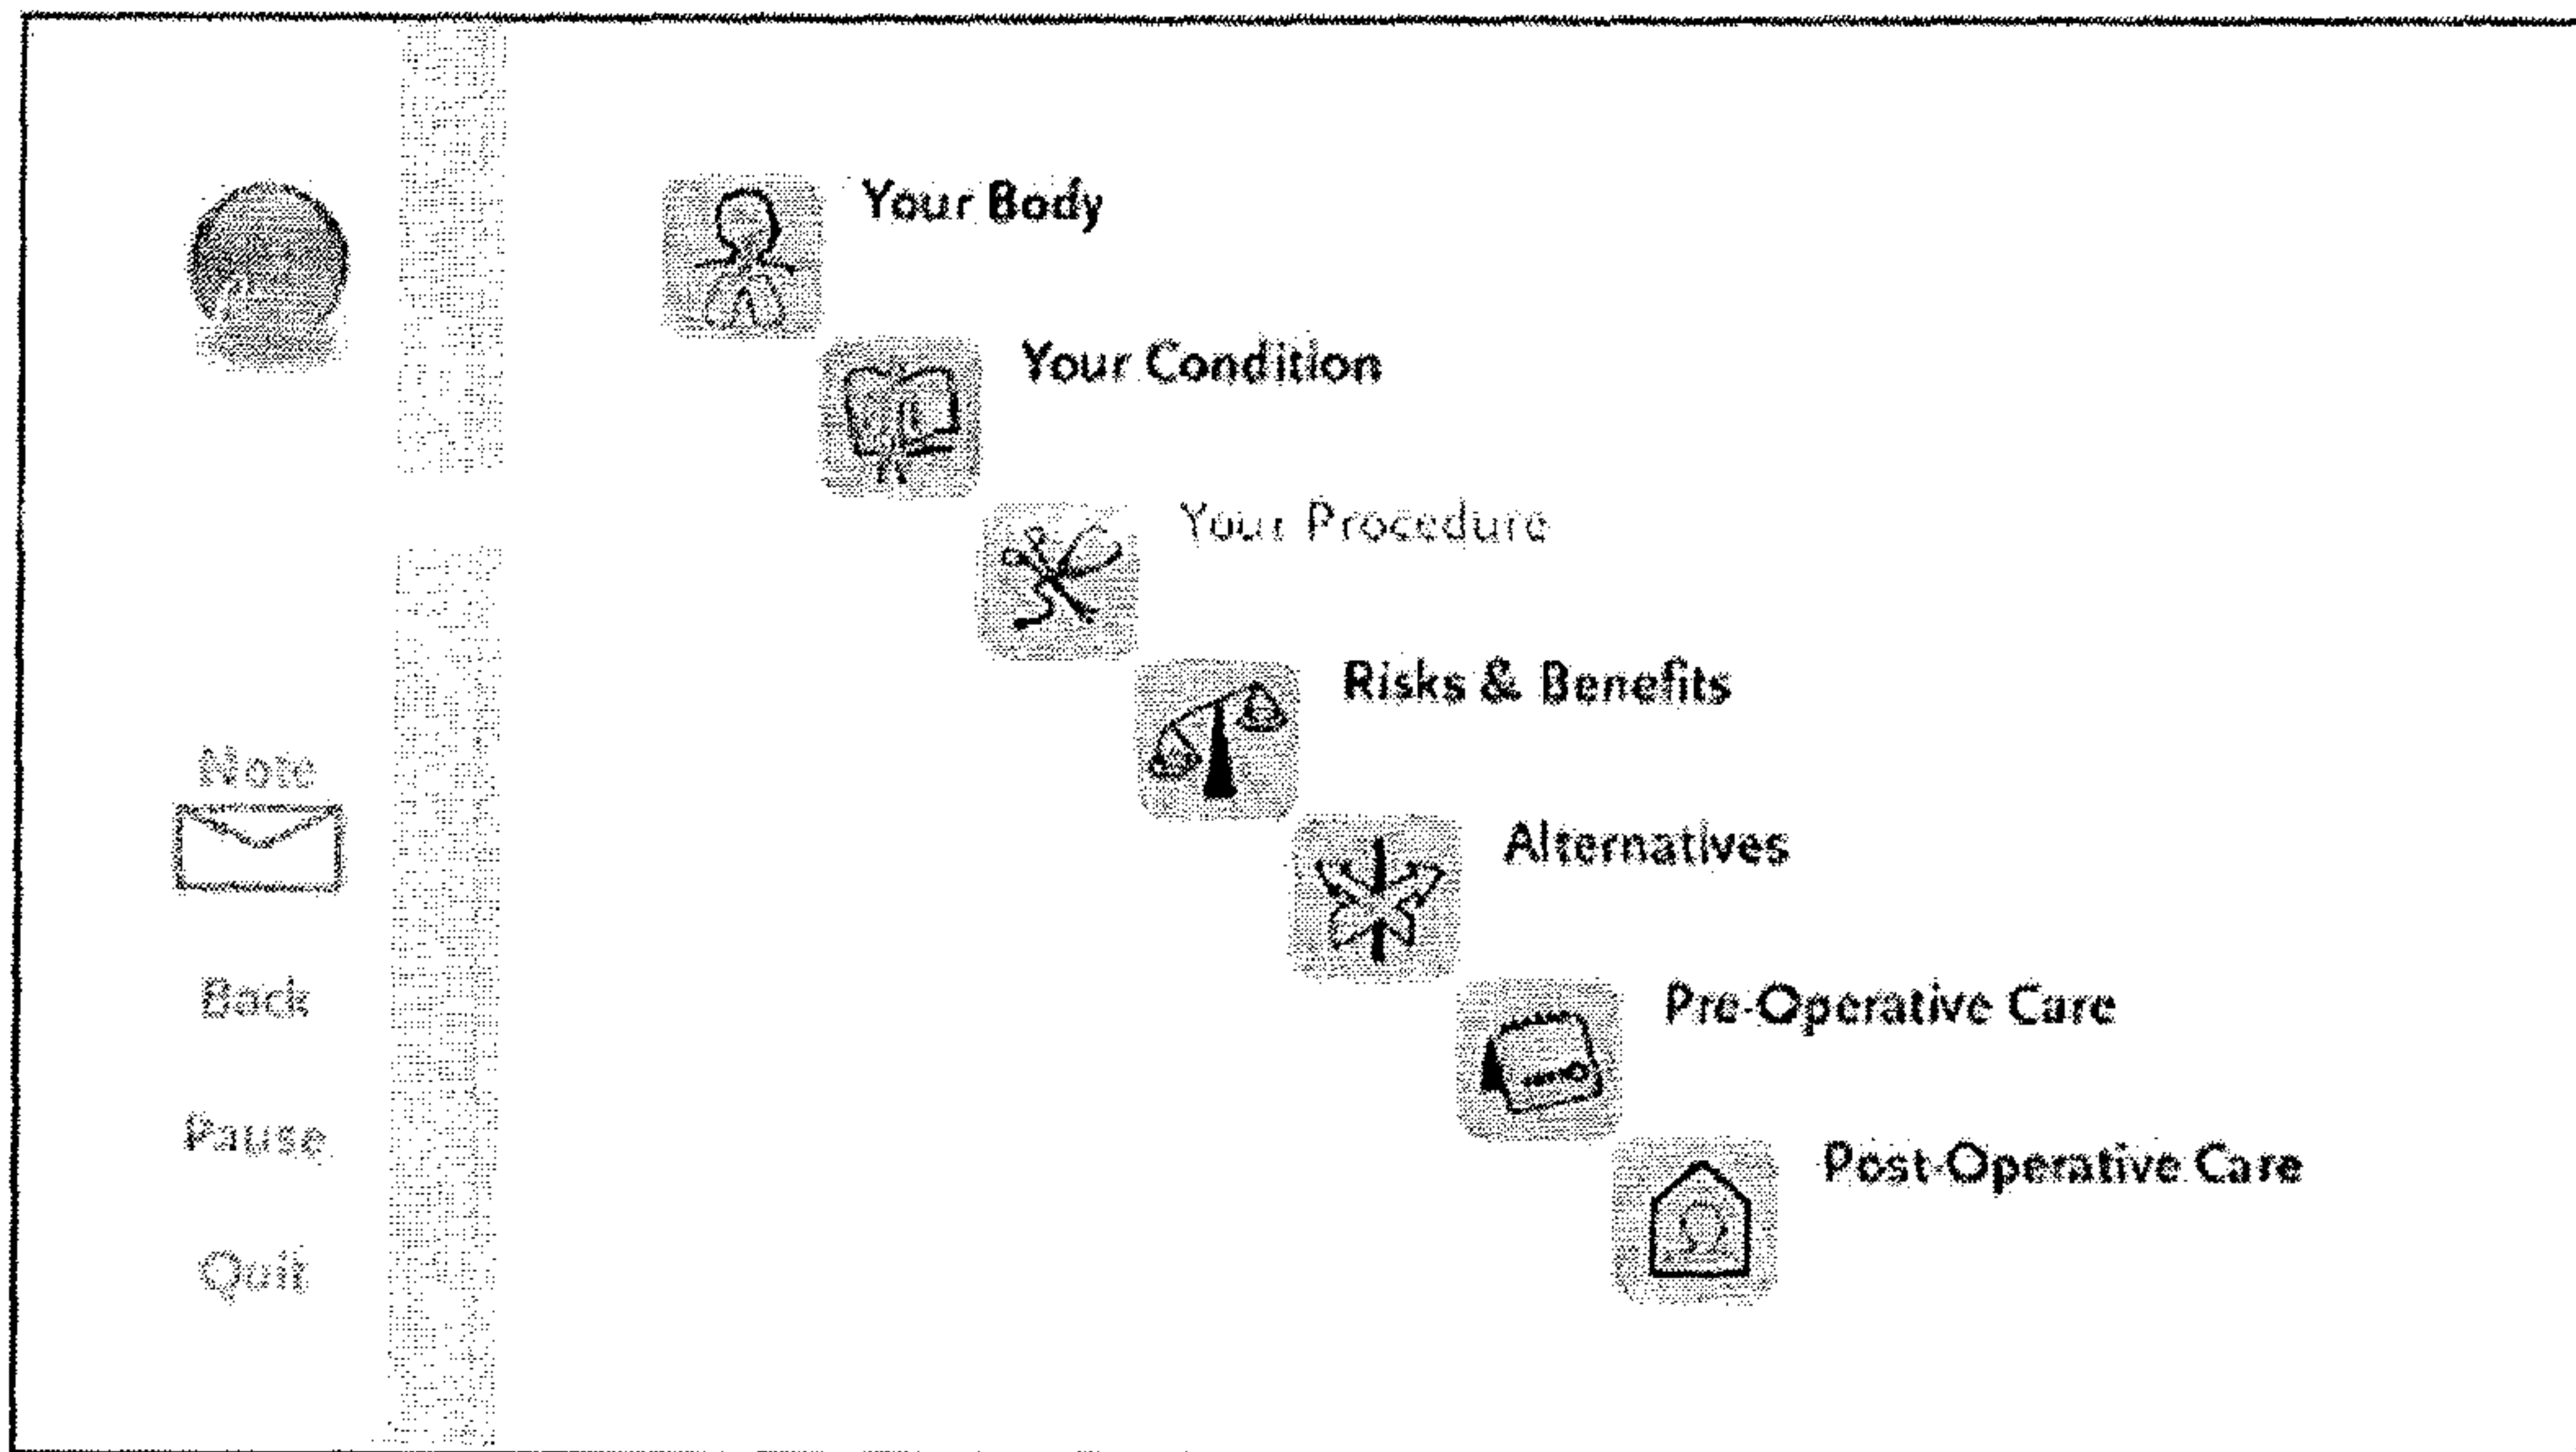 Your Body
Your Condition
Your Procedure
Risks & Benefits
Note
Alternatives
Back
Pre-Operative Care
Pause
Post-Operative Care
Quit